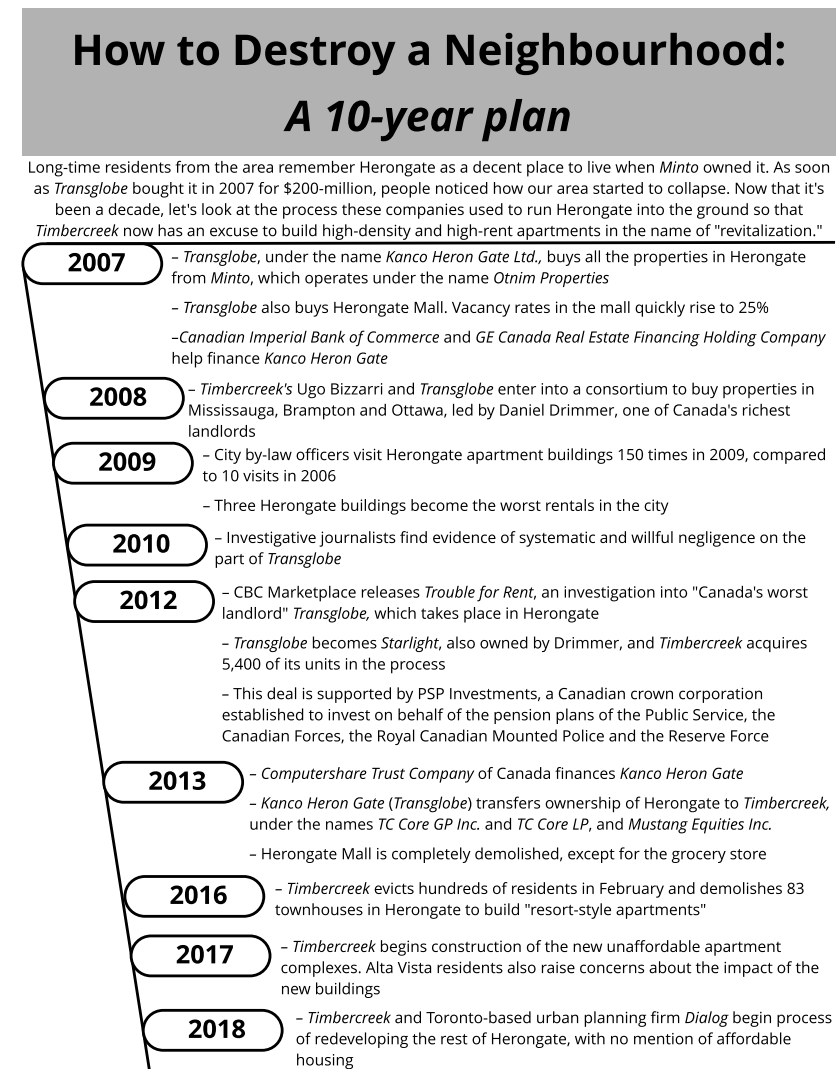 How to Destroy a Neighbourhood:
A 10-year plan
Long-time residents from the area remember Herongate as a decent place to live when Minto owned it. As soon
as Transglobe bought it in 2007 for $200-million, people noticed how our area started to collapse. Now that it's
been a decade, let's look at the process these companies used to run Herongate into the ground so that
Timbercreek now has an excuse to build high-density and high-rent apartments in the name of "revitalization."
2007
– Transglobe, under the name Kanco Heron Gate Ltd., buys all the properties in Herongate
from Minto, which operates under the name Otnim Properties
– Transglobe also buys Herongate Mall. Vacancy rates in the mall quickly rise to 25%
–Canadian Imperial Bank of Commerce and GE Canada Real Estate Financing Holding Company
help finance Kanco Heron Gate
2008
– Timbercreek's Ugo Bizzarri and Transglobe enter into a consortium to buy properties in
Mississauga, Brampton and Ottawa, led by Daniel Drimmer, one of Canada's richest
landlords
2009
– City by-law officers visit Herongate apartment buildings 150 times in 2009, compared
to 10 visits in 2006
– Three Herongate buildings become the worst rentals in the city
2010
– Investigative journalists find evidence of systematic and willful negligence on the
part of Transglobe
2012
– CBC Marketplace releases Trouble for Rent, an investigation into "Canada's worst
landlord" Transglobe, which takes place in Herongate
– Transglobe becomes Starlight, also owned by Drimmer, and Timbercreek acquires
5,400 of its units in the process
– This deal is supported by PSP Investments, a Canadian crown corporation
established to invest on behalf of the pension plans of the Public Service, the
Canadian Forces, the Royal Canadian Mounted Police and the Reserve Force
2013
– Computershare Trust Company of Canada finances Kanco Heron Gate
– Kanco Heron Gate (Transglobe) transfers ownership of Herongate to Timbercreek,
under the names TC Core GP Inc. and TC Core LP, and Mustang Equities Inc.
– Herongate Mall is completely demolished, except for the grocery store
2016
– Timbercreek evicts hundreds of residents in February and demolishes 83
townhouses in Herongate to build "resort-style apartments"
2017
– Timbercreek begins construction of the new unaffordable apartment
complexes. Alta Vista residents also raise concerns about the impact of the
new buildings
2018
– Timbercreek and Toronto-based urban planning firm Dialog begin process
of redeveloping the rest of Herongate, with no mention of affordable
housing